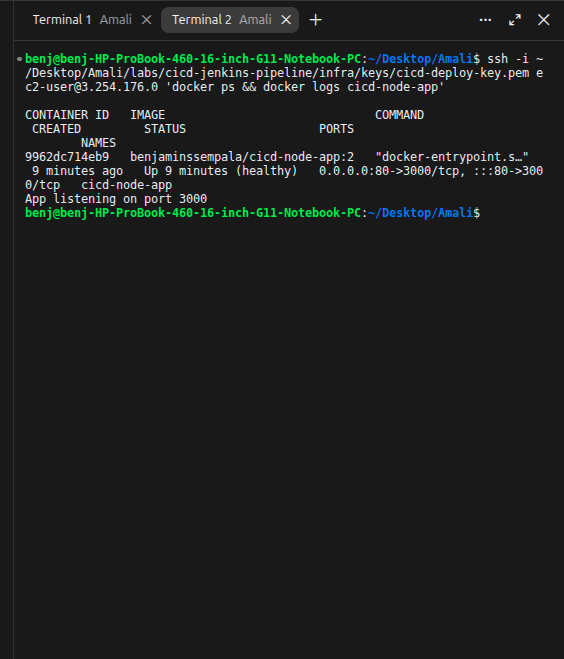 Terminal 1 Amali Terminal 2 Amali
benj@benj-HP-ProBook-460-16-inch-G11-Notebook-PC:~/Desktop/Amali$ ssh -i ~
/Desktop/Amali/labs/cicd-jenkins-pipeline/infra/keys/cicd-deploy-key.pem e
c2-user@3.254.176.0 'docker ps && docker logs cicd-node-app'
CONTAINER ID   IMAGE                              COMMAND
 CREATED         STATUS                   PORTS
        NAMES
9962dc714eb9   benjaminssempala/cicd-node-app:2   "docker-entrypoint.s…"
 9 minutes ago   Up 9 minutes (healthy)   0.0.0.0:80->3000/tcp, :::80->300
0/tcp   cicd-node-app
App listening on port 3000
benj@benj-HP-ProBook-460-16-inch-G11-Notebook-PC:~/Desktop/Amali$